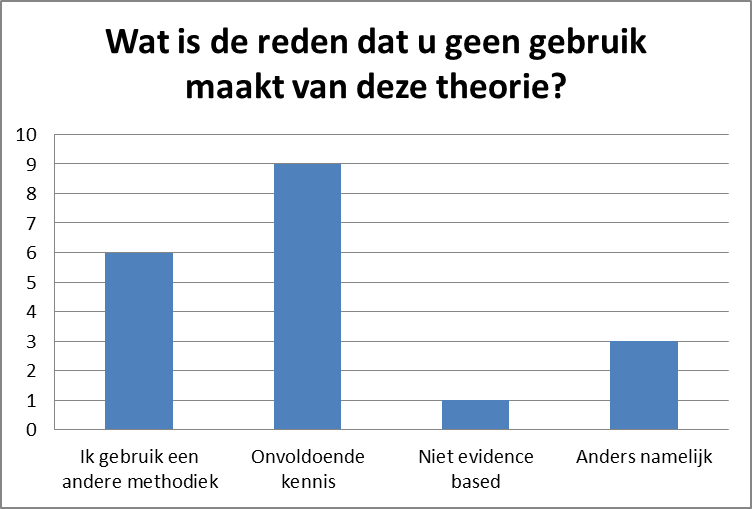 Wat is de reden dat u geen gebruik
maakt van deze theorie?
10
9
8
7
6
5
4
3
2
1
0
Ik gebruik een
andere methodiek
Onvoldoende
kennis
Niet evidence
based
Anders namelijk